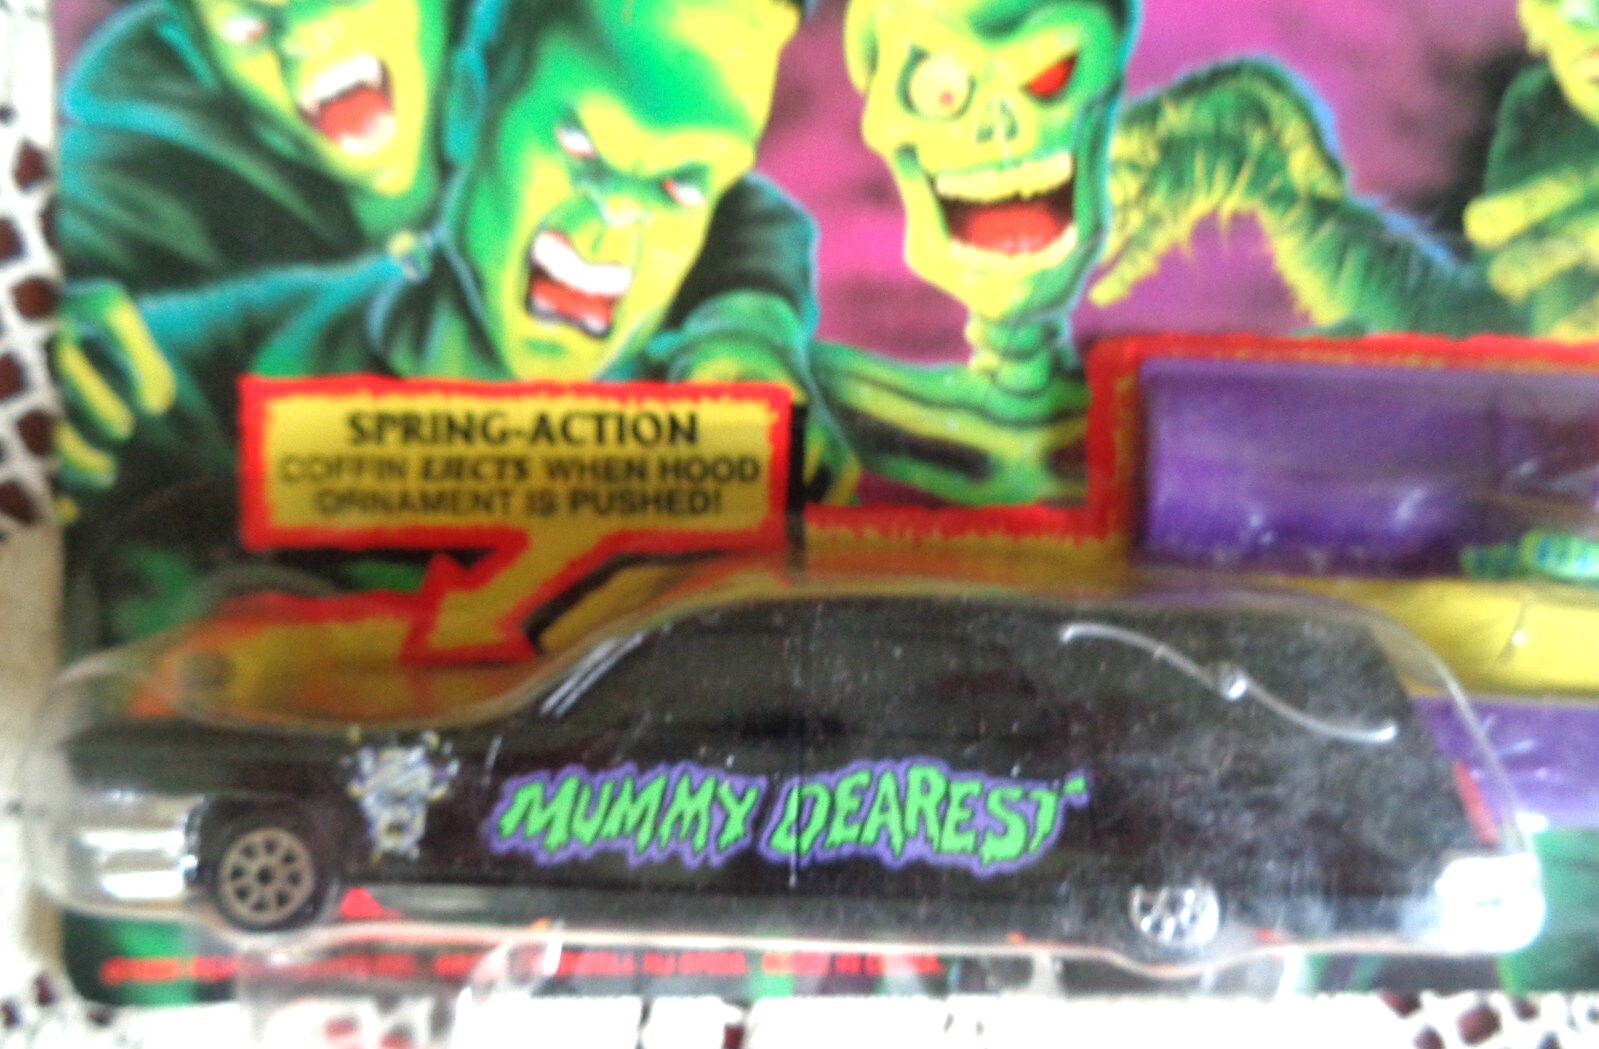 SPRING-ACTION
COFFIN EJECTS WHEN HOOD
ORNAMENT IS PUSHED!
MUMMY DEAREST